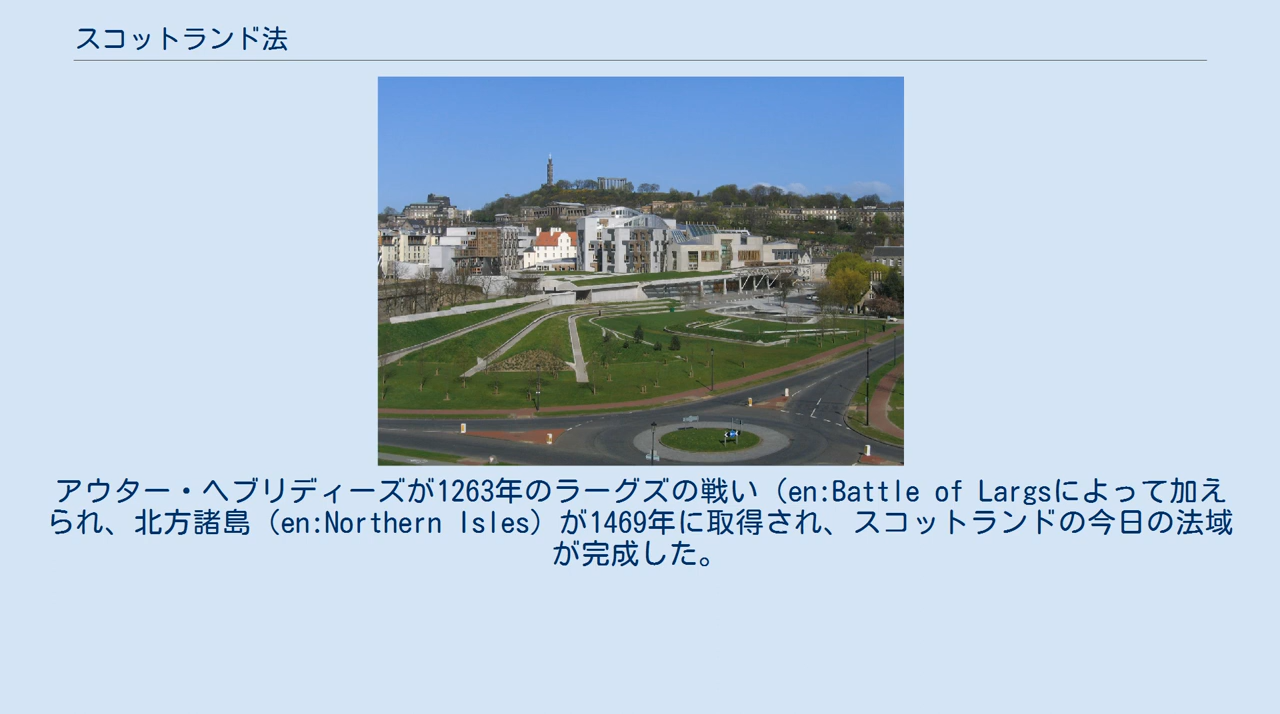 スコットランド法
アウター・ヘブリディーズが1263年のラーグズの戦い（en:Battle of Largsによって加え
られ、北方諸島（en:Northern Isles）が1469年に取得され、スコットランドの今日の法域
が完成した。